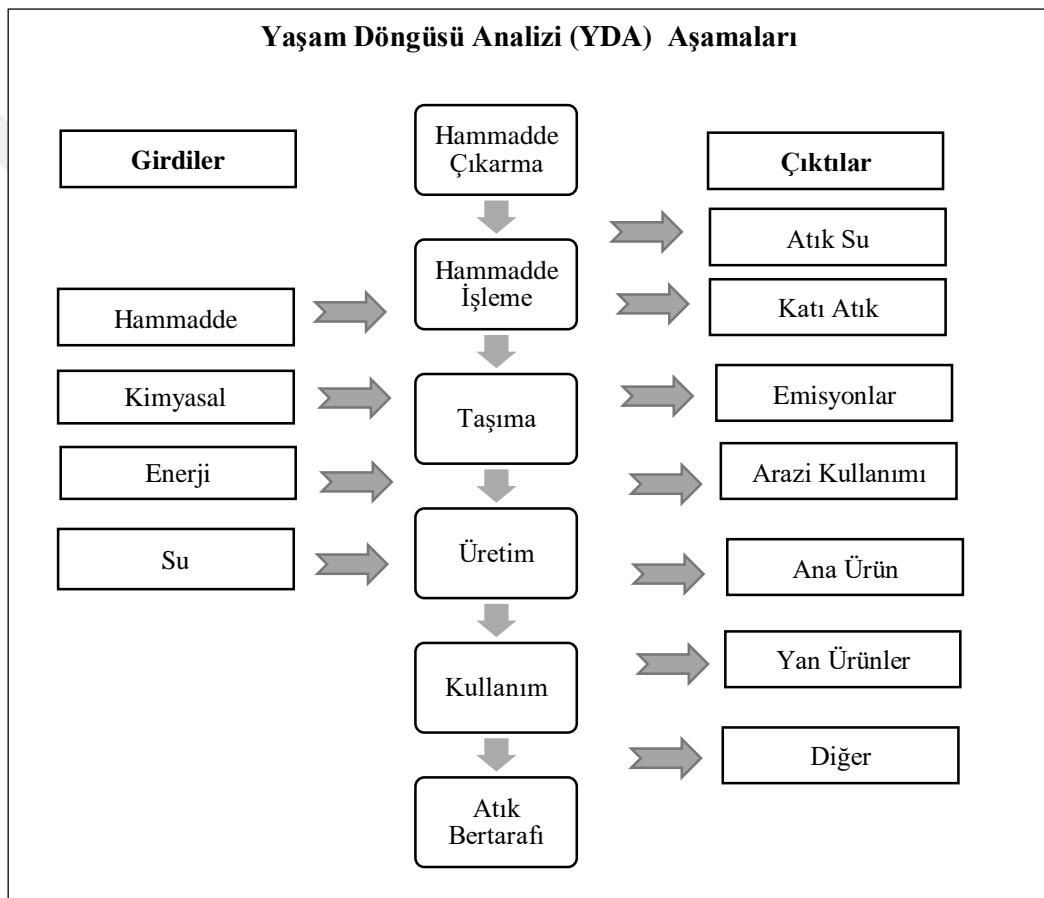 Yaşam Döngüsü Analizi (YDA) Aşamaları
Girdiler
Hammadde
Kimyasal
Enerji
Su
Hammadde
Çıkarma
Hammadde
İşleme
Taşıma
Üretim
Kullanım
Atık
Bertarafı
Çıktılar
Atık Su
Katı Atık
Emisyonlar
Arazi Kullanımı
Ana Ürün
Yan Ürünler
Diğer